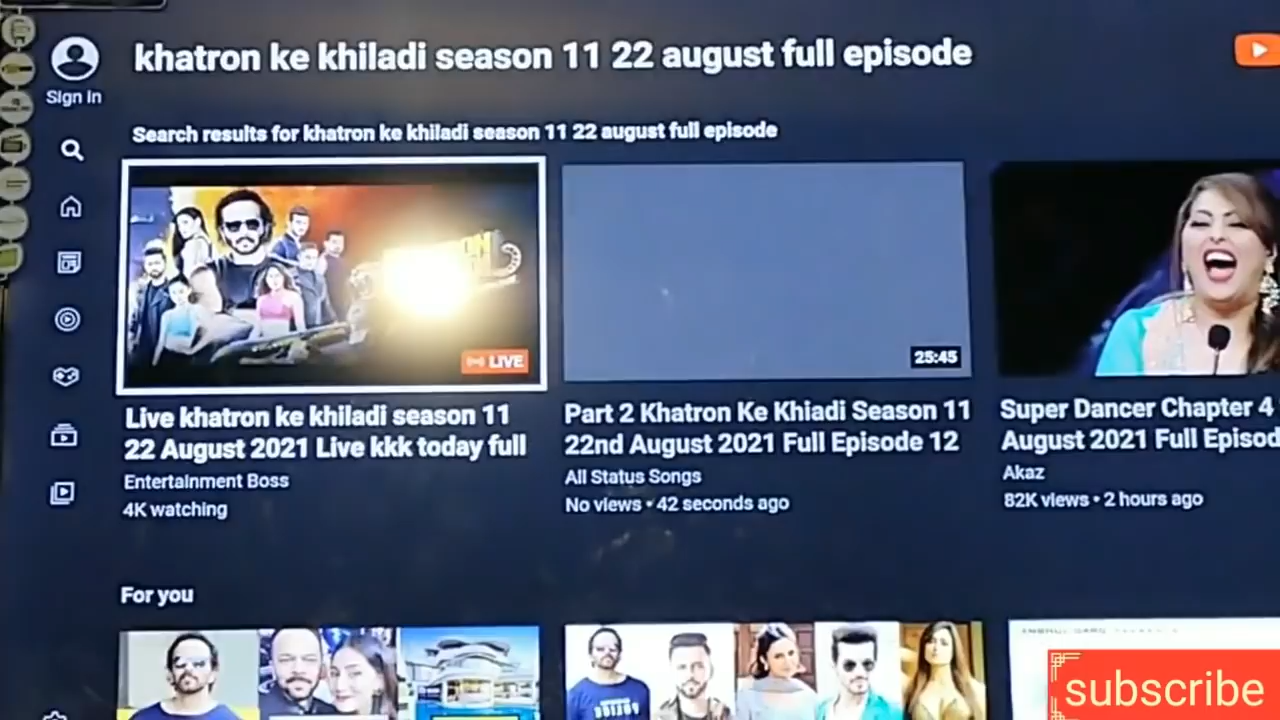 khatron ke khiladi season 11 22 august full episode
Sign in
Search results for khatron ke khiladi season 11 22 august full episode
LIVE
25:45
Live khatron ke khiladi season 11
22 August 2021 Live kkk today full
Entertainment Boss
4K watching
Part 2 Khatron Ke Khiadi Season 11
22nd August 2021 Full Episode 12
All Status Songs
No views • 42 seconds ago
Super Dancer Chapter 4
August 2021 Full Episod
Akaz
82K views • 2 hours ago
For you
subscribe